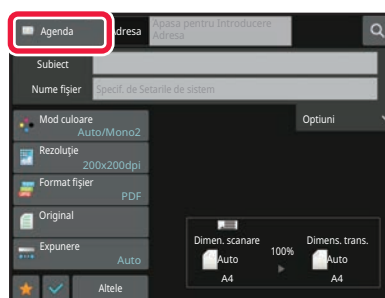 Agenda
Adresa
Apasa pentru Introducere
Adresa
Subiect
Nume fişier
Specif. de Setarile de sistem
Mod culoare
Auto/Mono2
Optiuni
Rezoluţie
200x200dpi
Format fişier
PDF
Original
Expunere
Auto
Dimen. scanare
100%
Dimens. trans.
Auto
Auto
A4
A4
Altele